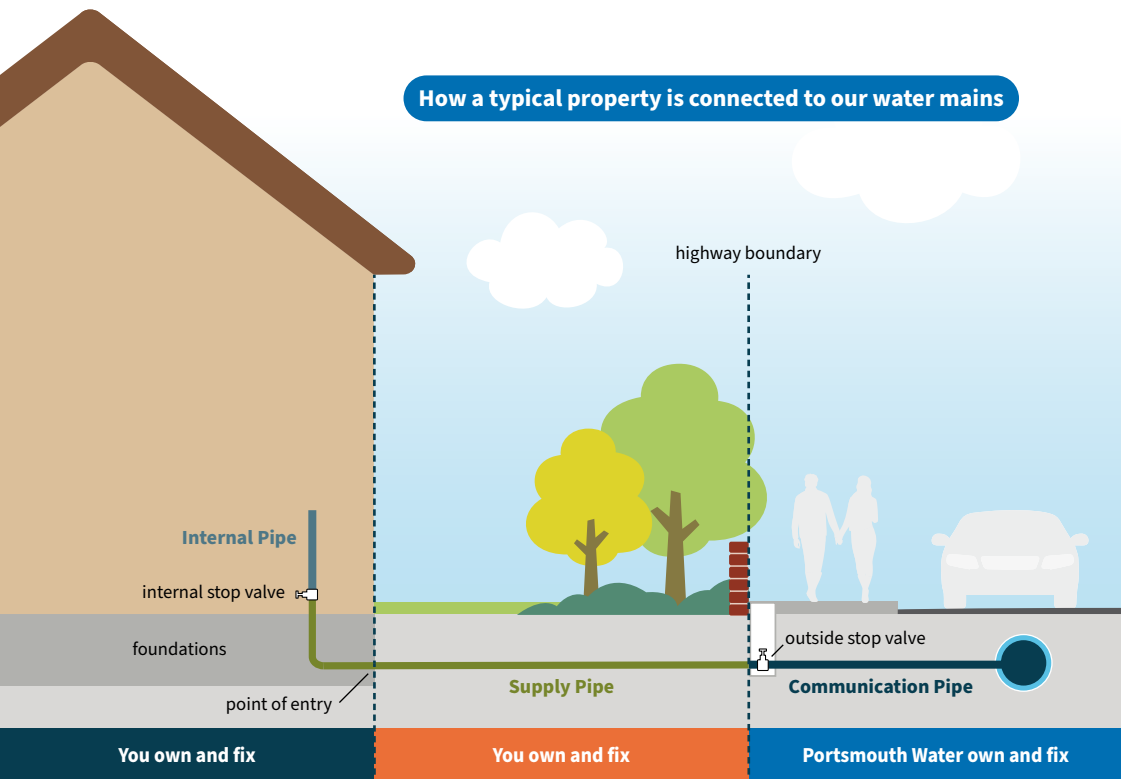 How a typical property is connected to our water mains
highway boundary
Internal Pipe
internal stop valve
foundations
outside stop valve
Supply Pipe
Communication Pipe
point of entry
You own and fix
You own and fix
Portsmouth Water own and fix